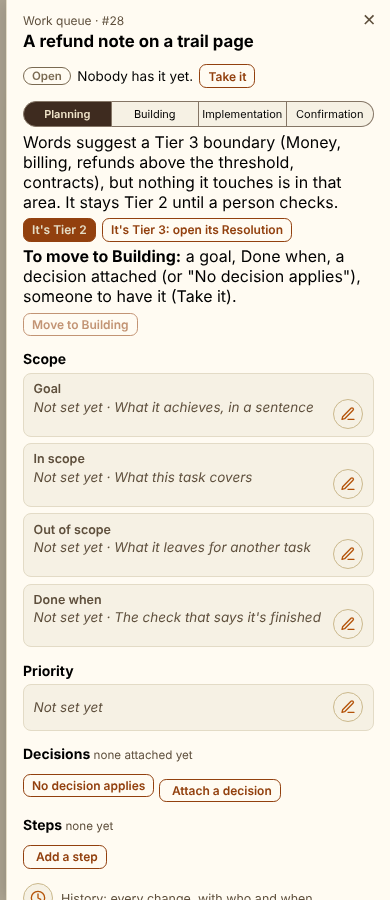 Work queue · #28
A refund note on a trail page
Open Nobody has it yet. Take it
Planning Building Implementation Confirmation
Words suggest a Tier 3 boundary (Money,
billing, refunds above the threshold,
contracts), but nothing it touches is in that
area. It stays Tier 2 until a person checks.
It's Tier 2 It's Tier 3: open its Resolution
To move to Building: a goal, Done when, a
decision attached (or "No decision applies"),
someone to have it (Take it).
Move to Building
Scope
Goal
Not set yet · What it achieves, in a sentence
In scope
Not set yet · What this task covers
Out of scope
Not set yet · What it leaves for another task
Done when
Not set yet · The check that says it's finished
Priority
Not set yet
Decisions none attached yet
No decision applies Attach a decision
Steps none yet
Add a step
History: every change, with who and when